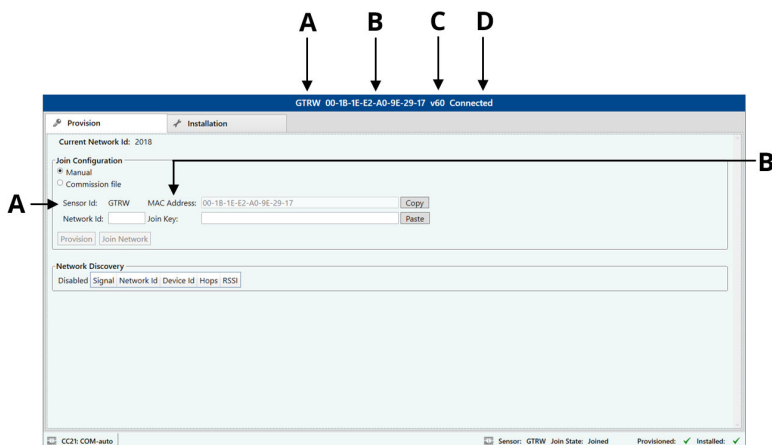 A B C D
GTRW 00-1B-1E-E2-A0-9E-29-17 v60 Connected
Provision Installation
Current Network Id: 2018
Join Configuration
Manual
B
Commission file
A
Sensor Id: GTRW MAC Address: 00-1B-1E-E2-A0-9E-29-17 Copy
Network Id: Join Key: Paste
Provision Join Network
Network Discovery
Disabled Signal Network Id Device Id Hops RSSI
CC21: COM-auto Sensor: GTRW Join State: Joined Provisioned: ✓ Installed: ✓